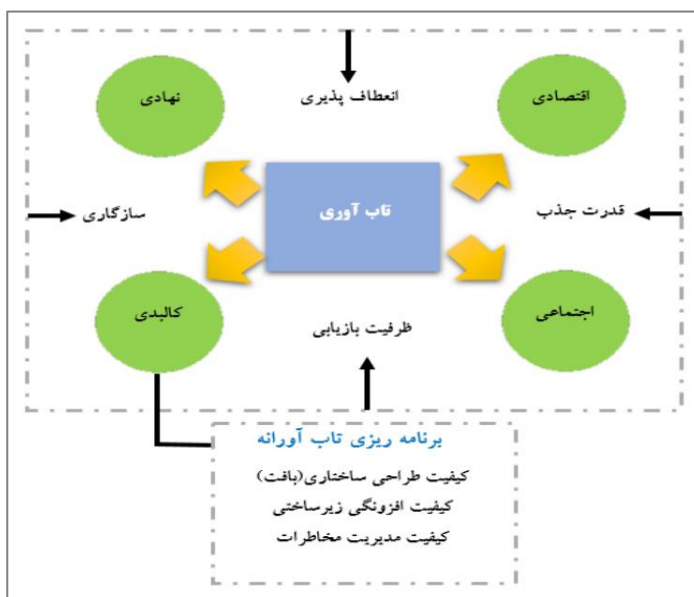 اقتصادی
انعطاف پذیری
نهادی
قدرت جذب
تاب آوری
سازگاری
اجتماعی
ظرفیت بازیابی
کالبدی
برنامه ریزی تاب آورانه
کیفیت طراحی ساختاری(بافت)
کیفیت افزونگی زیرساختی
کیفیت مدیریت مخاطرات